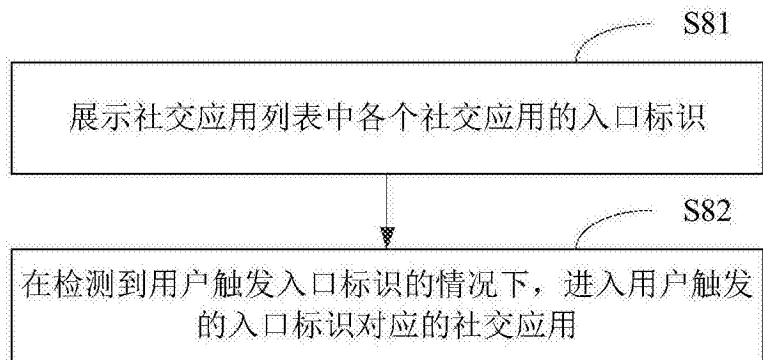 S81
展示社交应用列表中各个社交应用的入口标识
S82
在检测到用户触发入口标识的情况下，进入用户触发
的入口标识对应的社交应用